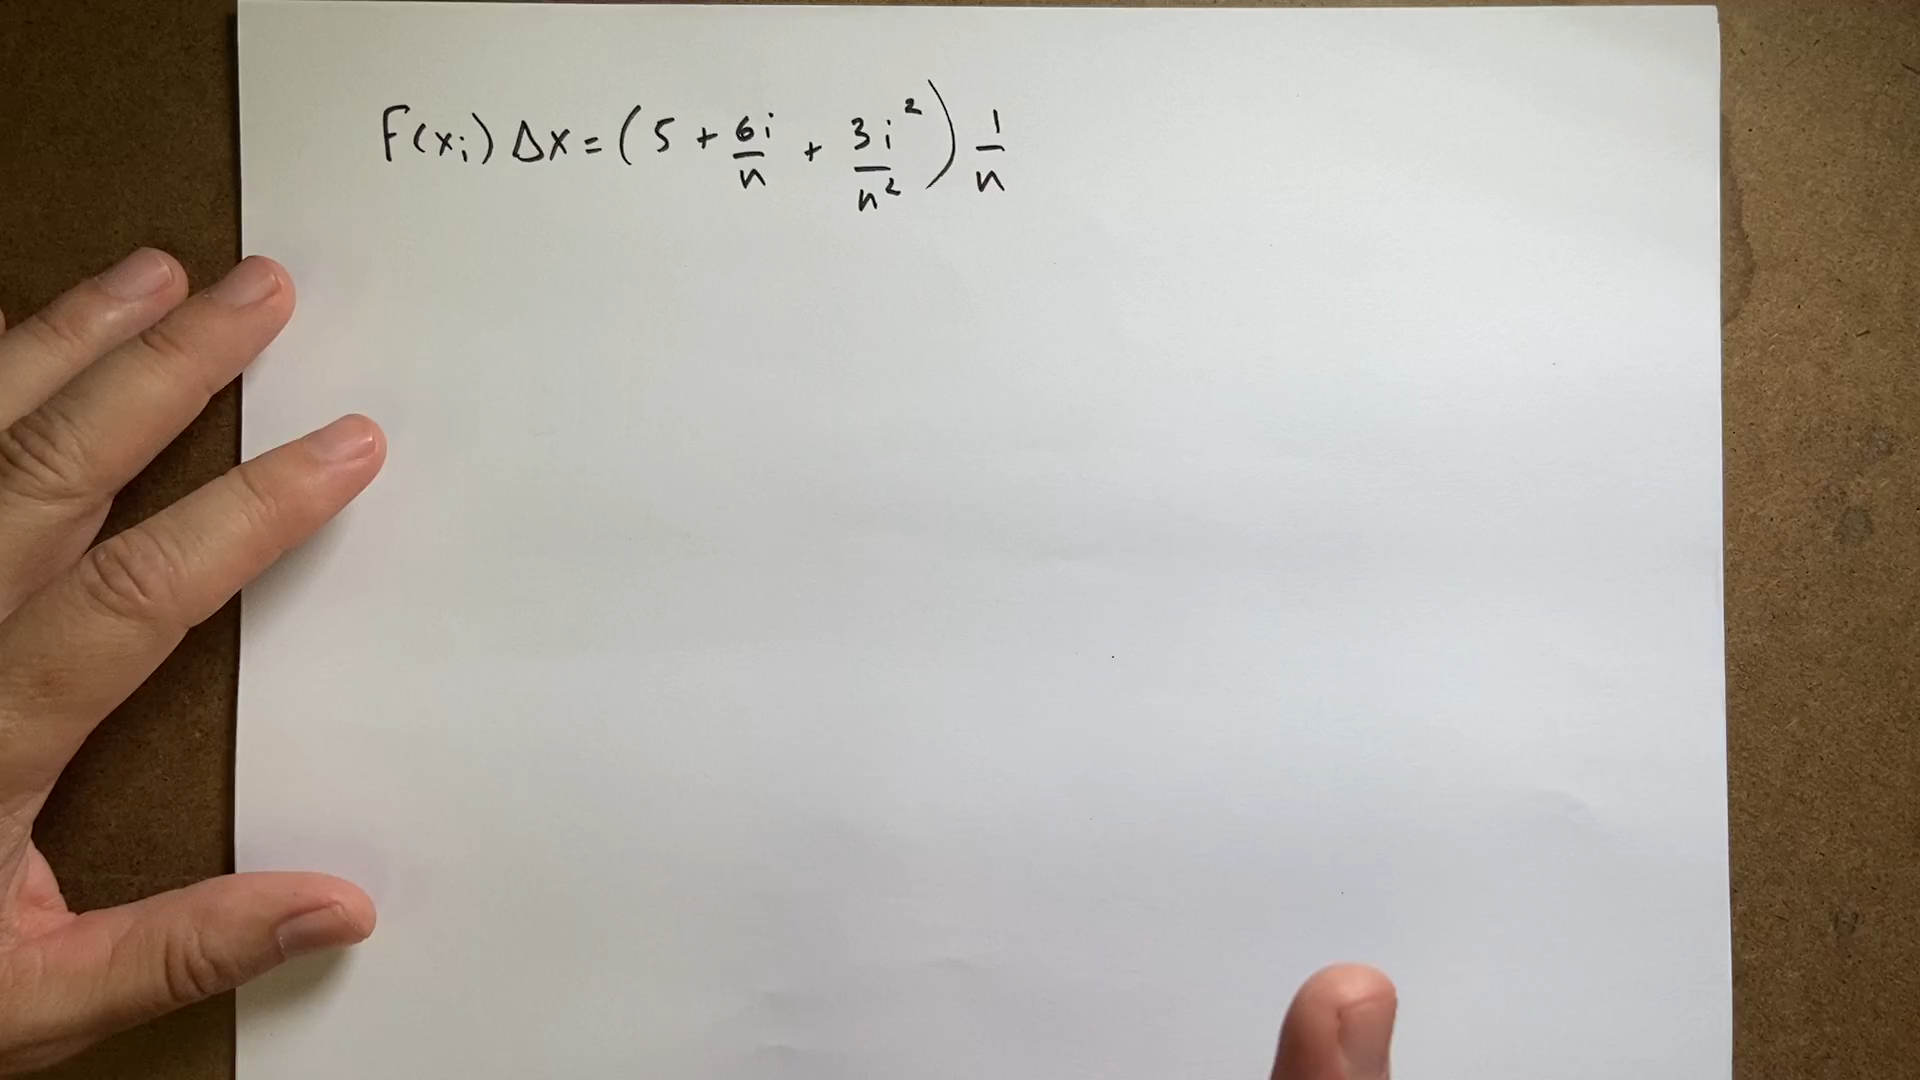 F(xᵢ) Δx = (5 + 6i/n + 3i²/n²) 1/n